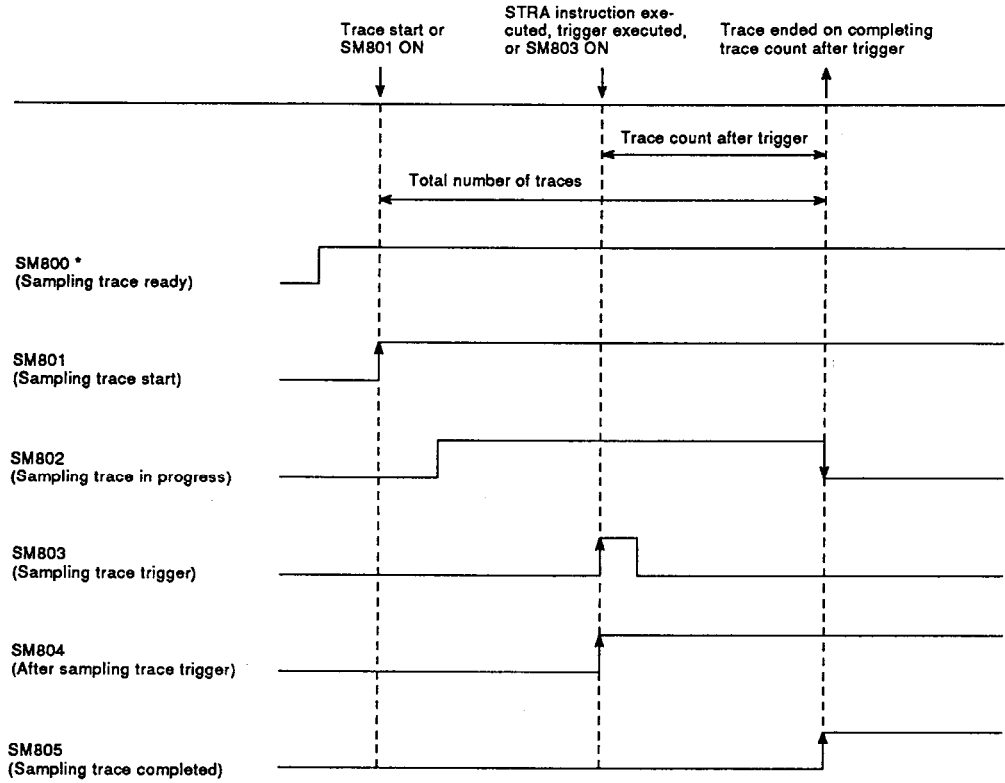 Trace start or
SM801 ON
STRA instruction exe-
cuted, trigger executed,
or SM803 ON
Trace ended on completing
trace count after trigger
Trace count after trigger
Total number of traces
SM800 *
(Sampling trace ready)
SM801
(Sampling trace start)
SM802
(Sampling trace in progress)
SM803
(Sampling trace trigger)
SM804
(After sampling trace trigger)
SM805
(Sampling trace completed)